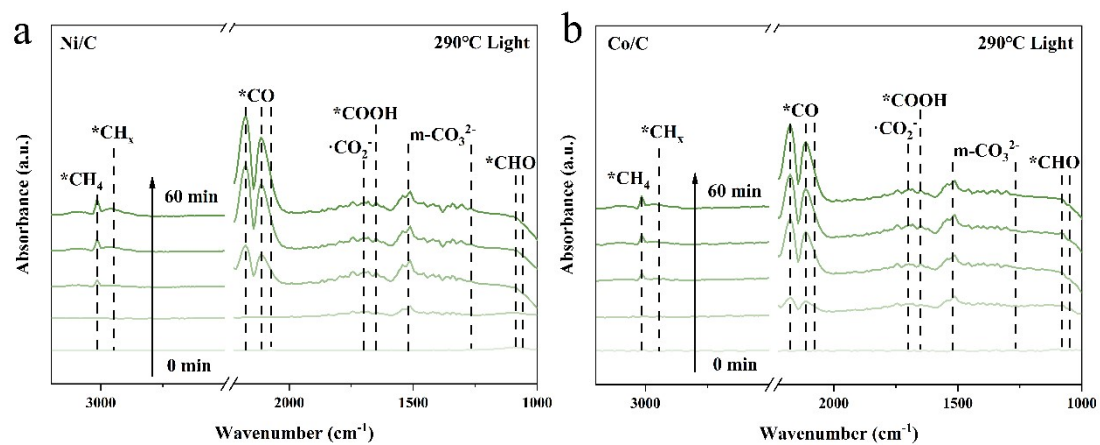 a
Ni/C
290℃ Light
*CO
*COOH
*CHₓ
·CO₂⁻
m-CO₃²⁻
*CHO
*CH₄
60 min
0 min
Absorbance (a.u.)
3000
2000
1500
1000
Wavenumber (cm⁻¹)
b
Co/C
290℃ Light
*CO
*COOH
*CHₓ
·CO₂⁻
m-CO₃²⁻
*CHO
*CH₄
60 min
0 min
Absorbance (a.u.)
3000
2000
1500
1000
Wavenumber (cm⁻¹)